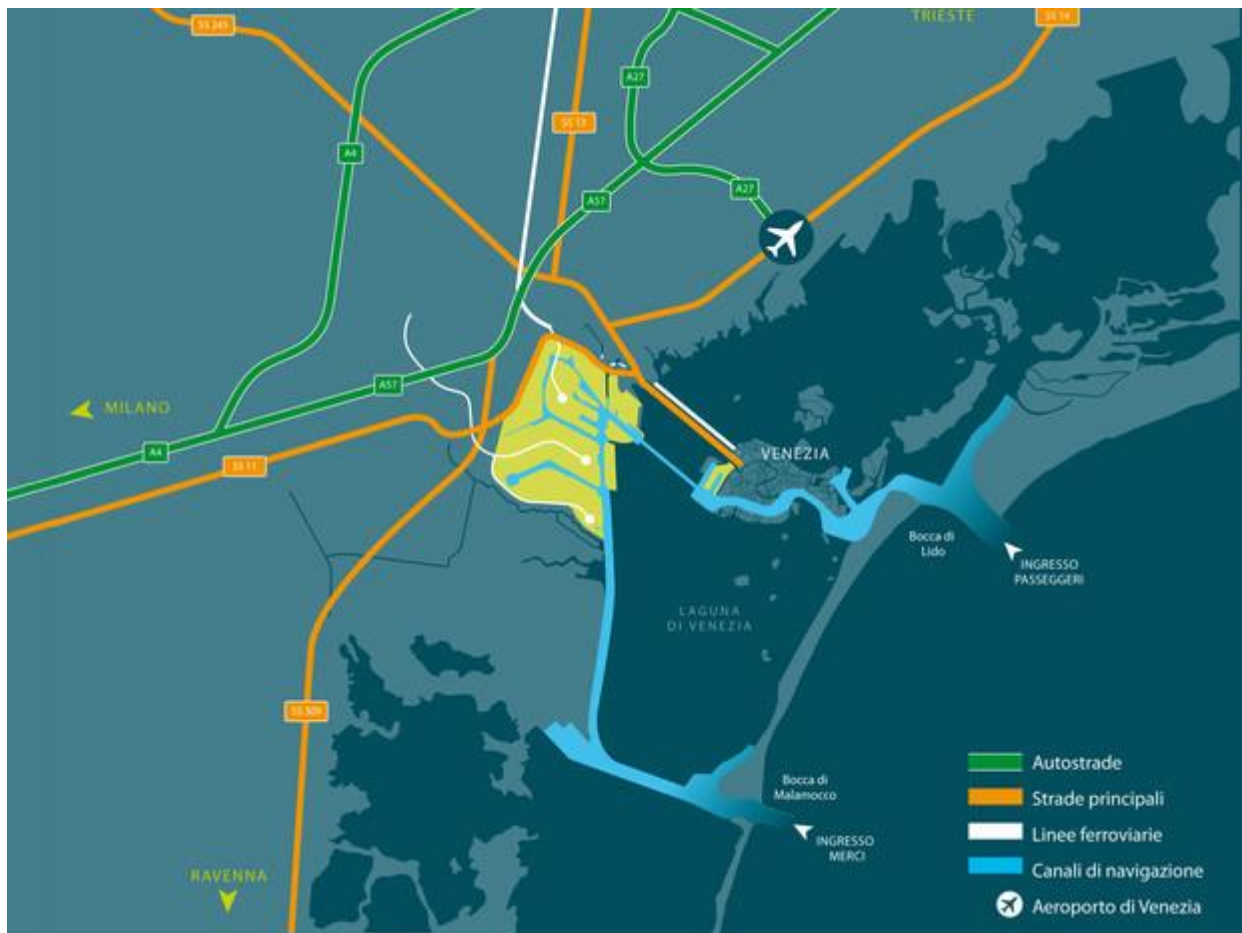 TRIESTE
SS 14
SS 245
A27
SS 13
A4
A27
A57
MILANO
A57
A4
SS 11
VENEZIA
Bocca di
Lido
INGRESSO
PASSEGGERI
LAGUNA
DI VENEZIA
SS 309
Bocca di
Malamocco
INGRESSO
MERCI
RAVENNA
Autostrade
Strade principali
Linee ferroviarie
Canali di navigazione
Aeroporto di Venezia